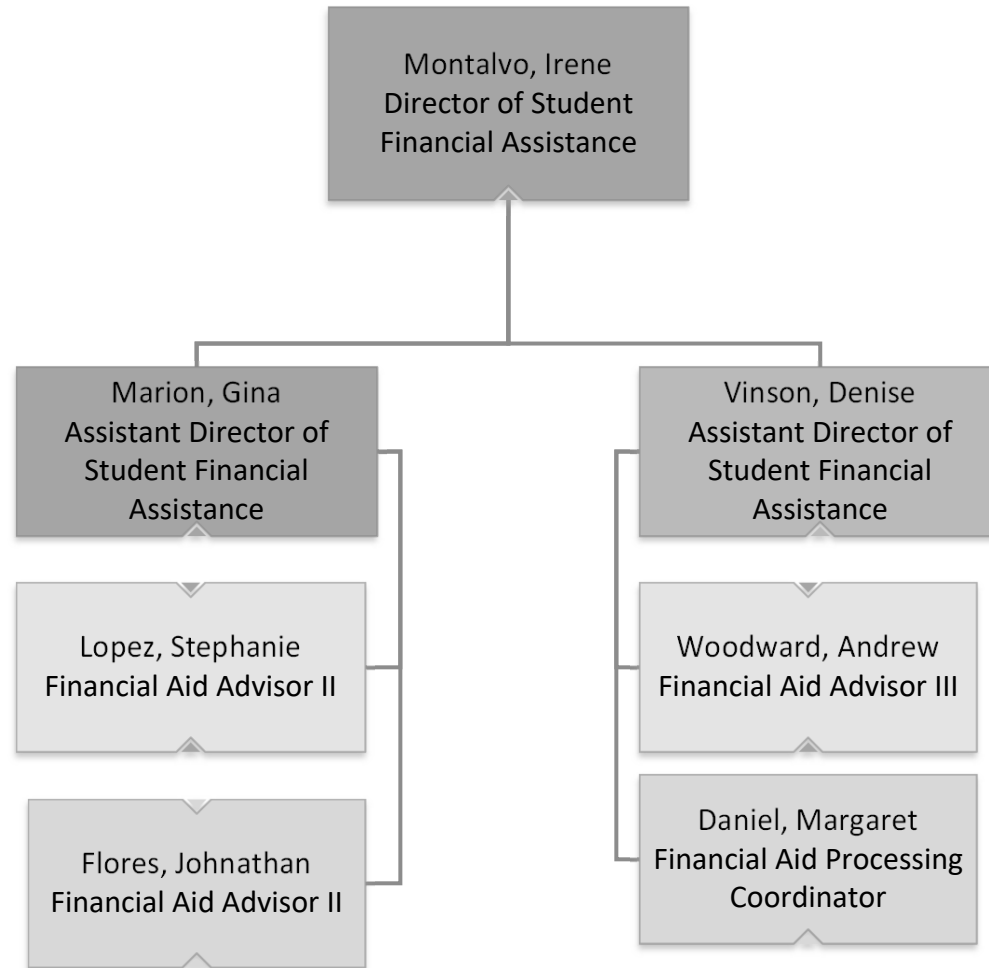 Montalvo, Irene
Director of Student
Financial Assistance
Marion, Gina
Assistant Director of
Student Financial
Assistance
Vinson, Denise
Assistant Director of
Student Financial
Assistance
Lopez, Stephanie
Financial Aid Advisor II
Woodward, Andrew
Financial Aid Advisor III
Flores, Johnathan
Financial Aid Advisor II
Daniel, Margaret
Financial Aid Processing
Coordinator